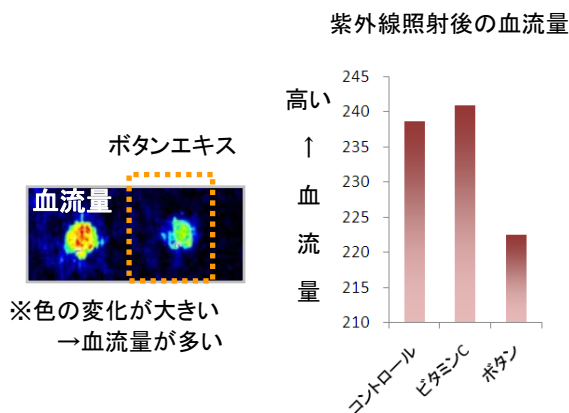 紫外線照射後の血流量
ボタンエキス
血流量
※色の変化が大きい
→血流量が多い
高い
↑
血
流
量
245
240
235
230
225
220
215
210
コントロール
ビタミンC
ボタン